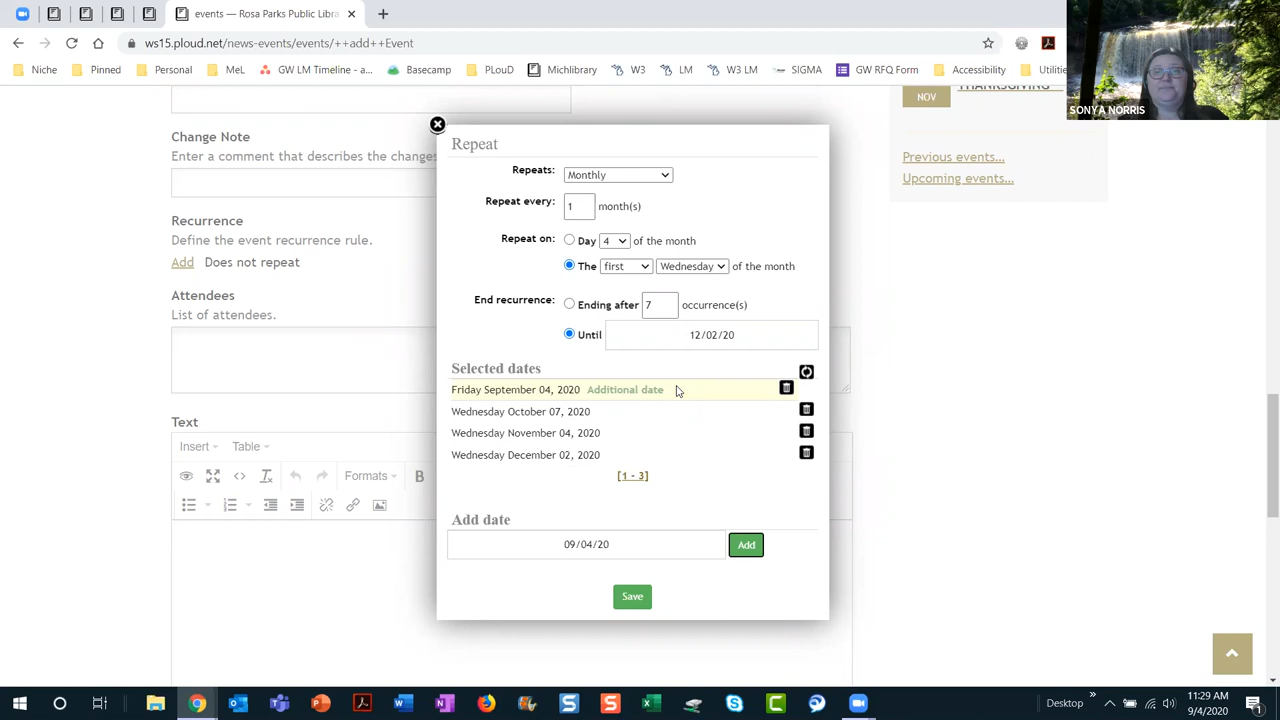 events — Rosa Parks Public Libra
ws15.ploud.net/news-events/events/++add++Event
Niche
Pinned
Personal
MeL
GW LM Timeline - as
Basecamp
PLoUD
Michlibrary
W3
LM
W3 LM
SIGMA
GW RFQ Form
Accessibility
Utilitie
SONYA NORRIS
THANKSGIVING
NOV
Previous events...
Upcoming events...
Change Note
Enter a comment that describes the changes
Recurrence
Define the event recurrence rule.
Add Does not repeat
Attendees
List of attendees.
Text
Insert
Table
Formats
B
Repeat
Repeats: Monthly
Repeat every: 1 month(s)
Repeat on: Day 4 of the month
The first Wednesday of the month
End recurrence: Ending after 7 occurrence(s)
Until 12/02/20
Selected dates
Friday September 04, 2020 Additional date
Wednesday October 07, 2020
Wednesday November 04, 2020
Wednesday December 02, 2020
[1 - 3]
Add date
09/04/20 Add
Save
Desktop
11:29 AM
9/4/2020
1